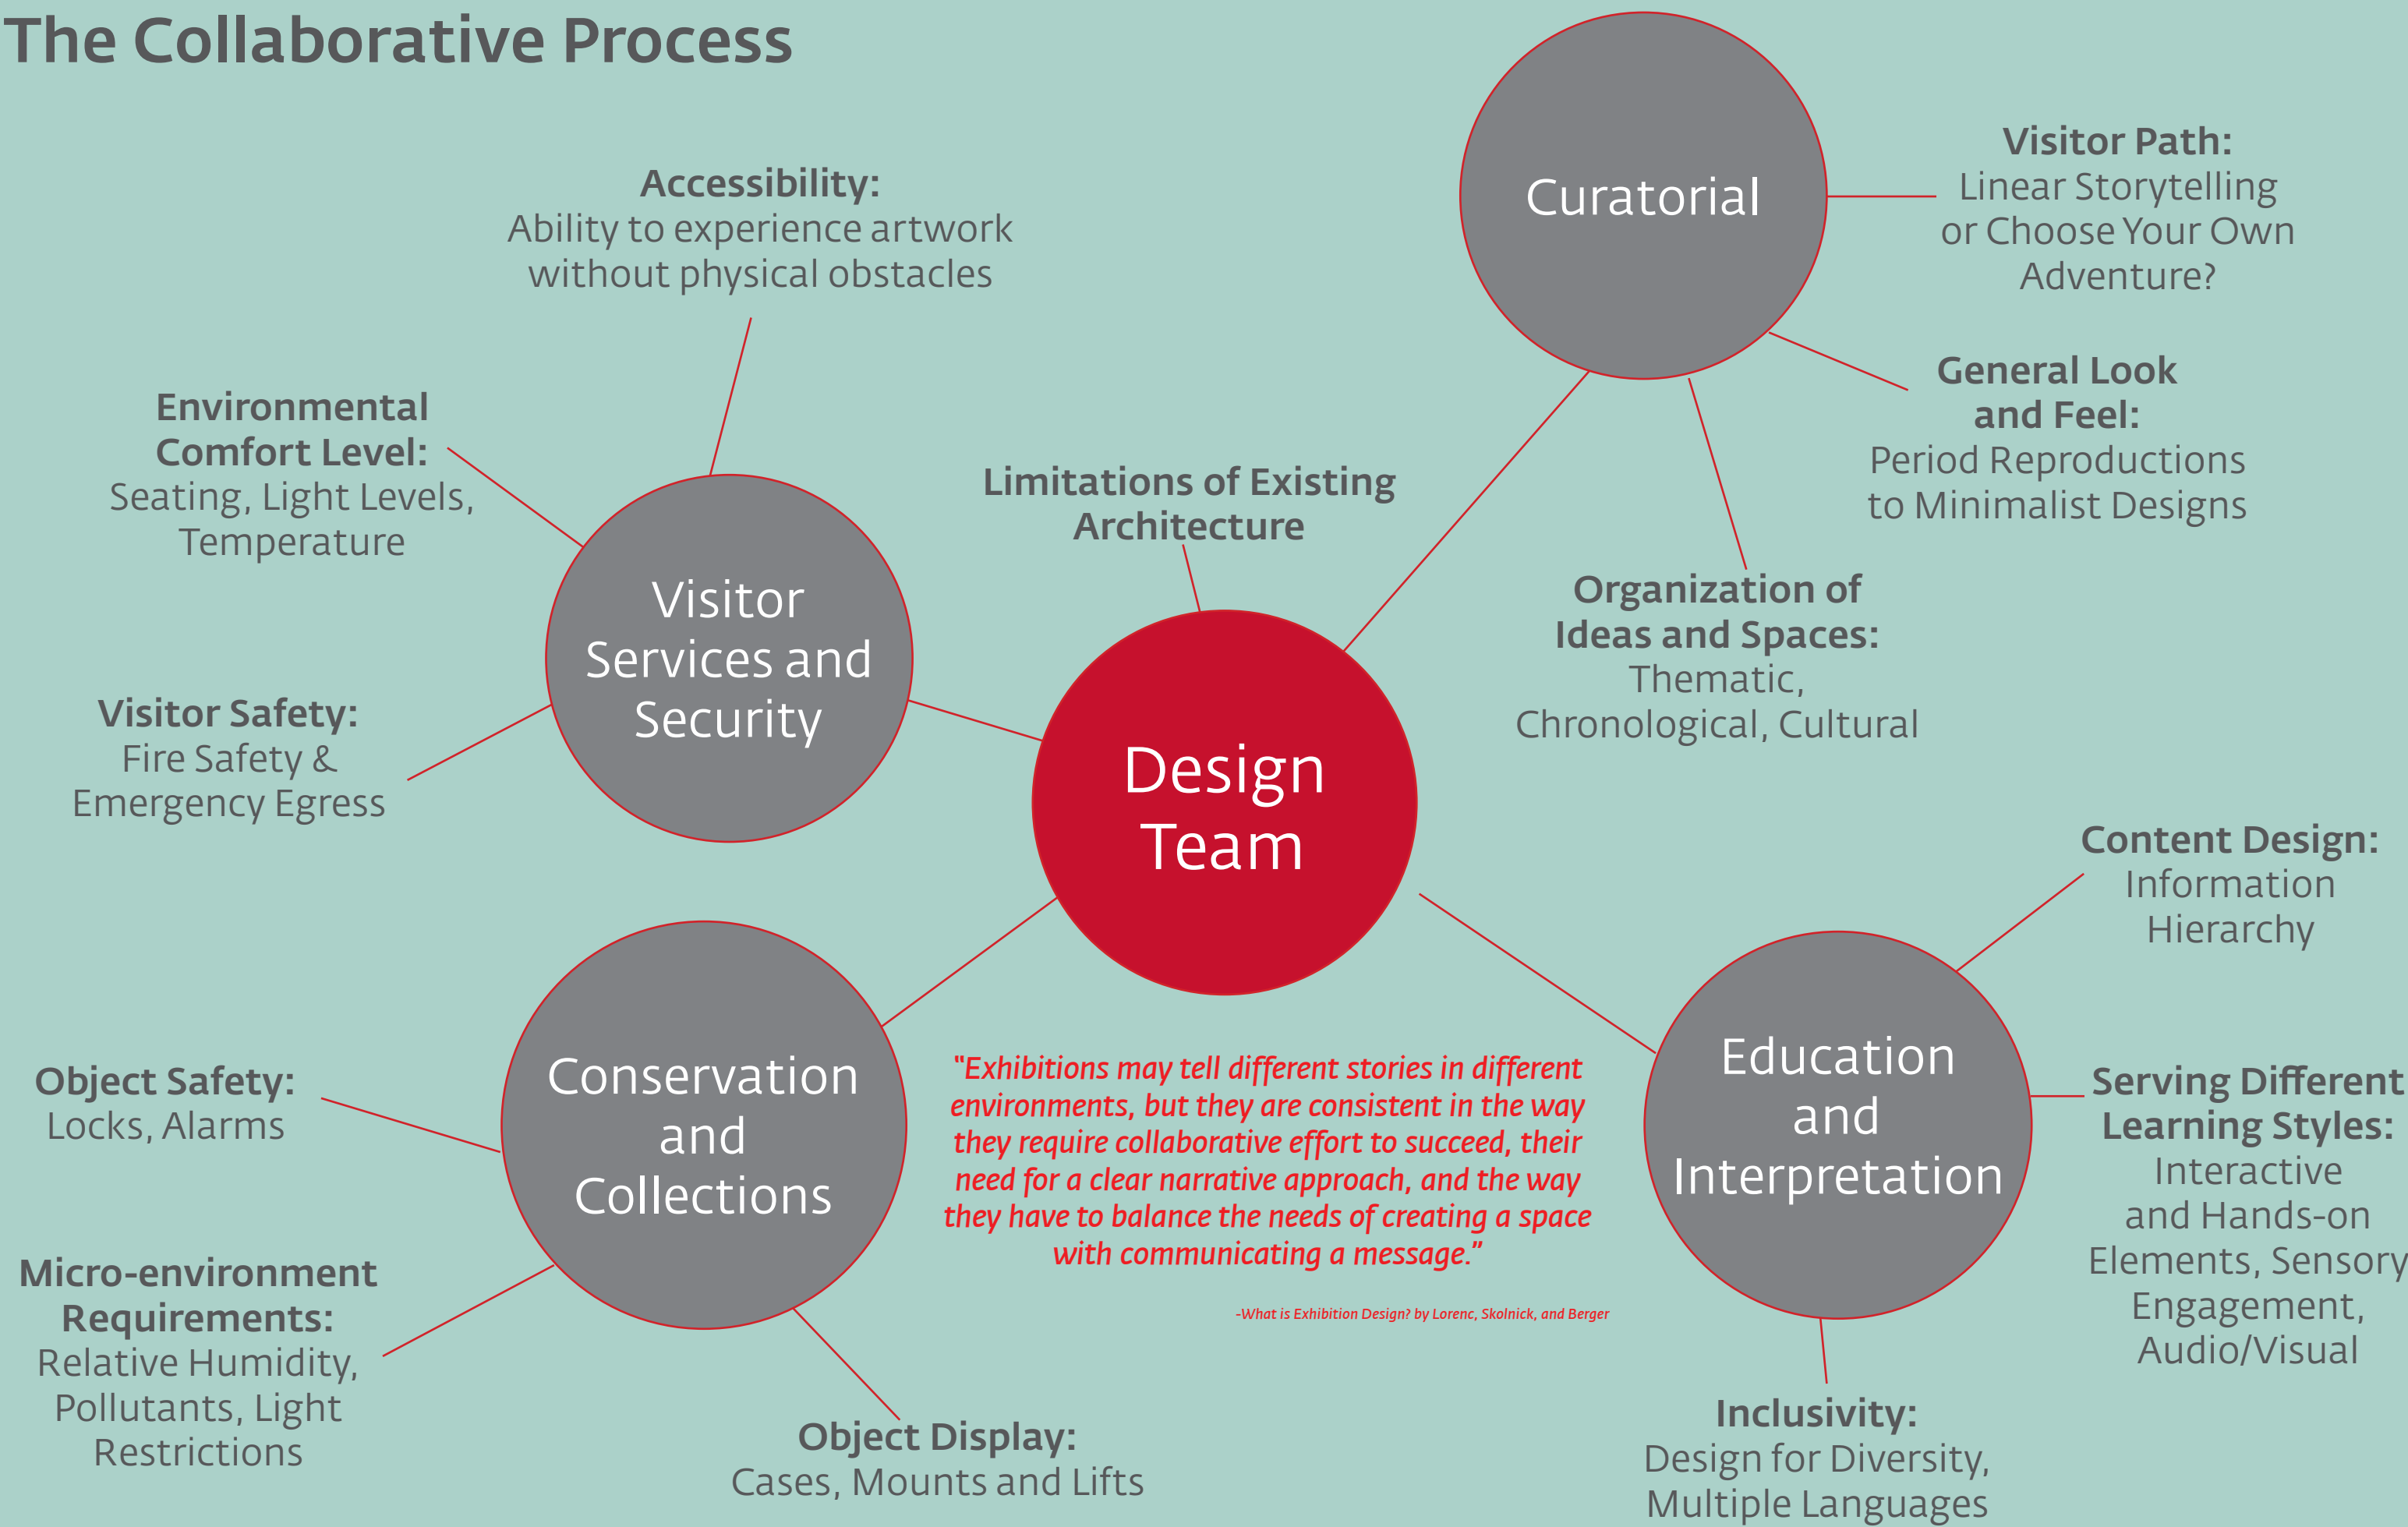 The Collaborative Process
Accessibility:
Ability to experience artwork
without physical obstacles
Environmental
Comfort Level:
Seating, Light Levels,
Temperature
Visitor Safety:
Fire Safety &
Emergency Egress
Visitor
Services and
Security
Limitations of Existing
Architecture
Design
Team
Curatorial
Visitor Path:
Linear Storytelling
or Choose Your Own
Adventure?
General Look
and Feel:
Period Reproductions
to Minimalist Designs
Organization of
Ideas and Spaces:
Thematic,
Chronological, Cultural
Conservation
and
Collections
Object Safety:
Locks, Alarms
Micro-environment
Requirements:
Relative Humidity,
Pollutants, Light
Restrictions
Object Display:
Cases, Mounts and Lifts
"Exhibitions may tell different stories in different
environments, but they are consistent in the way
they require collaborative effort to succeed, their
need for a clear narrative approach, and the way
they have to balance the needs of creating a space
with communicating a message."
-What is Exhibition Design? by Lorenc, Skolnick, and Berger
Education
and
Interpretation
Content Design:
Information
Hierarchy
Serving Different
Learning Styles:
Interactive
and Hands-on
Elements, Sensory
Engagement,
Audio/Visual
Inclusivity:
Design for Diversity,
Multiple Languages